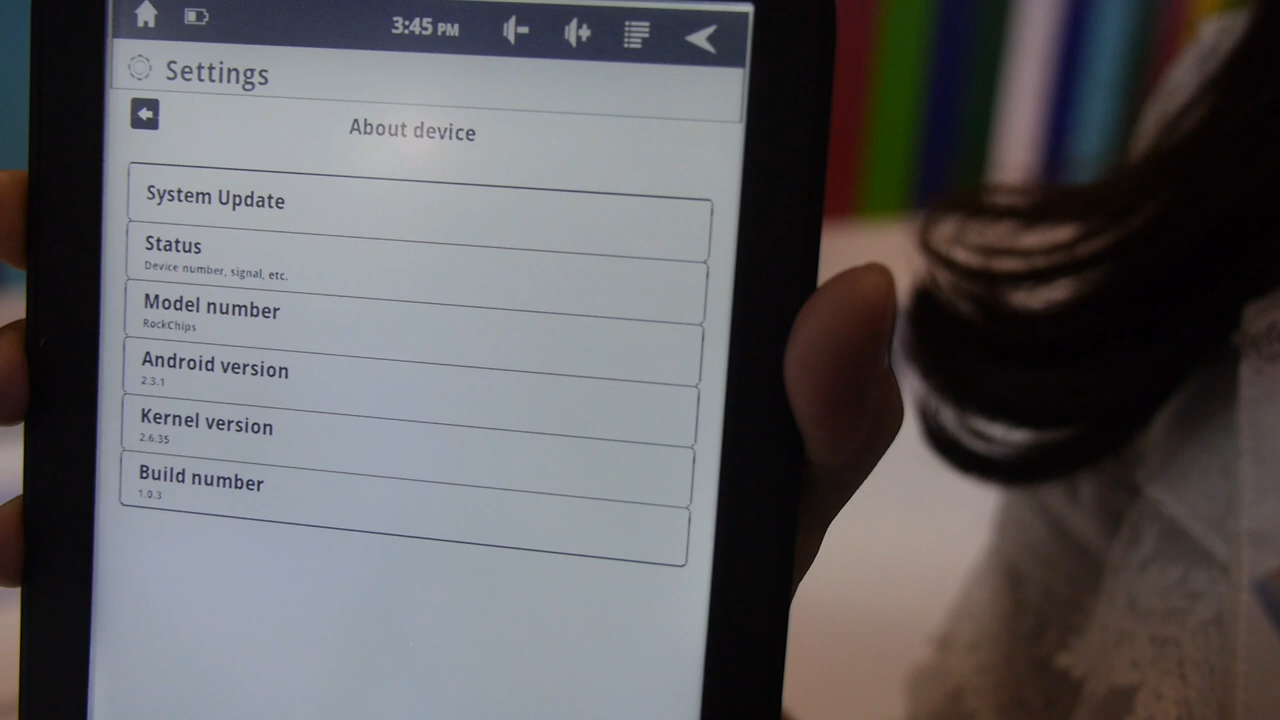 3:45 PM
Settings
About device
System Update
Status
Device number, signal, etc.
Model number
RockChips
Android version
2.3.1
Kernel version
2.6.35
Build number
1.0.3